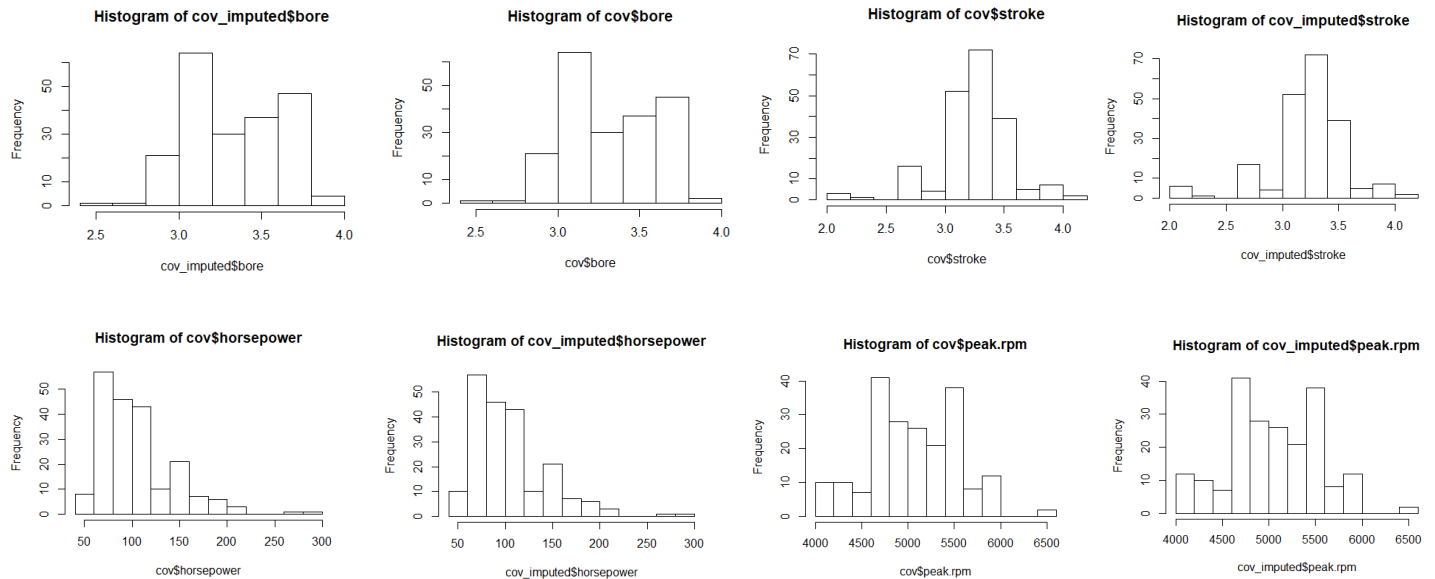 Histogram of cov_imputed$bore
Frequency
10 30 50
2.5 3.0 3.5 4.0
cov_imputed$bore
Histogram of cov$bore
Frequency
0 10 30 50
2.5 3.0 3.5 4.0
cov$bore
Histogram of cov$stroke
Frequency
0 10 30 50 70
2.0 2.5 3.0 3.5 4.0
cov$stroke
Histogram of cov_imputed$stroke
Frequency
0 10 30 50 70
2.0 2.5 3.0 3.5 4.0
cov_imputed$stroke
Histogram of cov$horsepower
Frequency
0 10 20 30 40 50
50 100 150 200 250 300
cov$horsepower
Histogram of cov_imputed$horsepower
Frequency
0 10 20 30 40 50
50 100 150 200 250 300
cov_imputed$horsepower
Histogram of cov$peak.rpm
Frequency
0 10 20 30 40
4000 4500 5000 5500 6000 6500
cov$peak.rpm
Histogram of cov_imputed$peak.rpm
Frequency
0 10 20 30 40
4000 4500 5000 5500 6000 6500
cov_imputed$peak.rpm